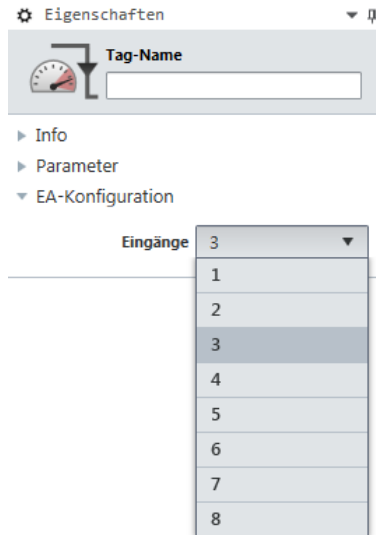 Eigenschaften
Tag-Name
Info
Parameter
EA-Konfiguration
Eingänge 3
1
2
3
4
5
6
7
8